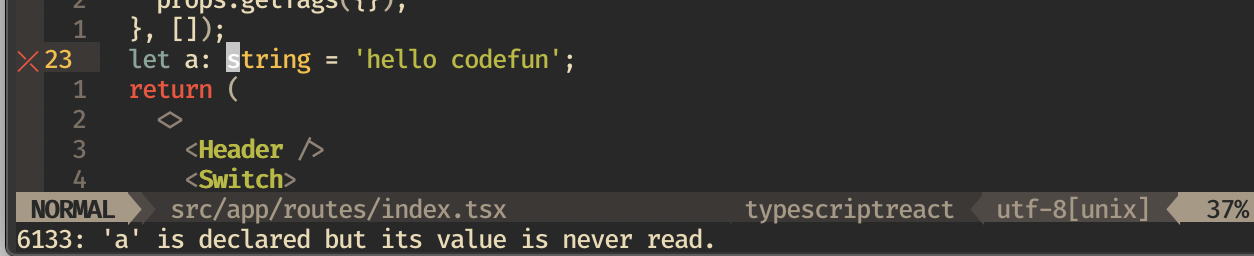 2 props.getTags({});
1 }, []);
23 let a: string = 'hello codefun';
1 return (
2 <>
3 <Header />
4 <Switch>
NORMAL src/app/routes/index.tsx typescriptreact utf-8[unix] 37%
6133: 'a' is declared but its value is never read.